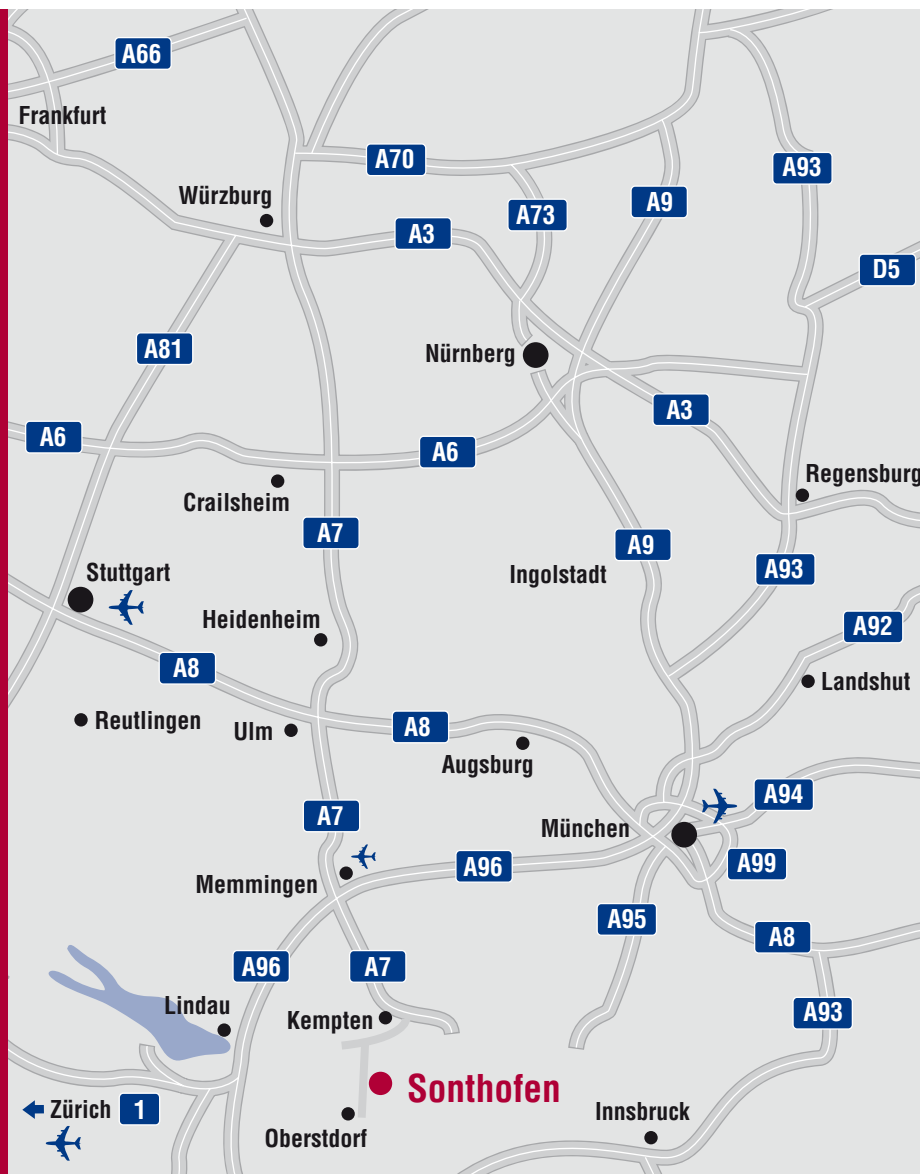 A66
Frankfurt
A70
A93
Würzburg
A73
A9
A3
D5
A81
Nürnberg
A3
A6
A6
Regensburg
Crailsheim
A7
A9
Ingolstadt
A93
Stuttgart
Heidenheim
A92
A8
Landshut
Reutlingen
Ulm
A8
Augsburg
A94
A7
München
A99
A96
Memmingen
A95
A8
A96
A7
Lindau
Kempten
A93
Sonthofen
Zürich 1
Innsbruck
Oberstdorf